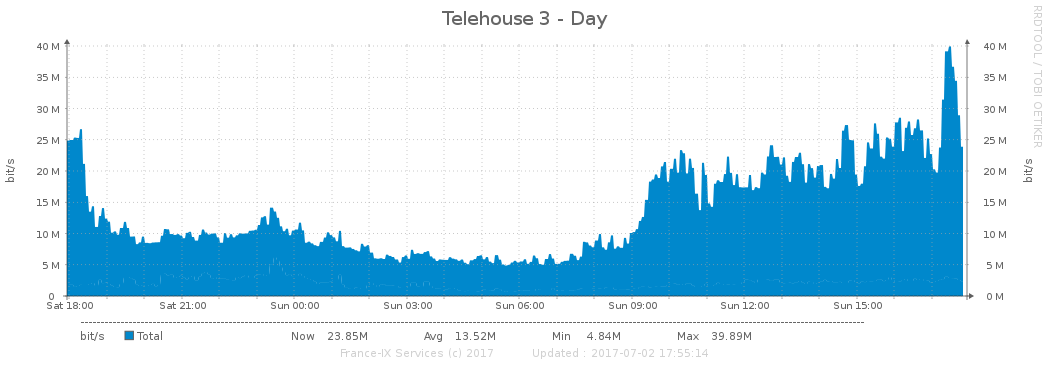 Telehouse 3 - Day
RRDTOOL / TOBI OETIKER
bit/s
40 M 40 M
35 M 35 M
30 M 30 M
25 M 25 M
20 M 20 M
15 M 15 M
10 M 10 M
5 M 5 M
0 0 M
bit/s
Sat 18:00 Sat 21:00 Sun 00:00 Sun 03:00 Sun 06:00 Sun 09:00 Sun 12:00 Sun 15:00
bit/s Total Now 23.85M Avg 13.52M Min 4.84M Max 39.89M
France-IX Services (c) 2017 Updated : 2017-07-02 17:55:14